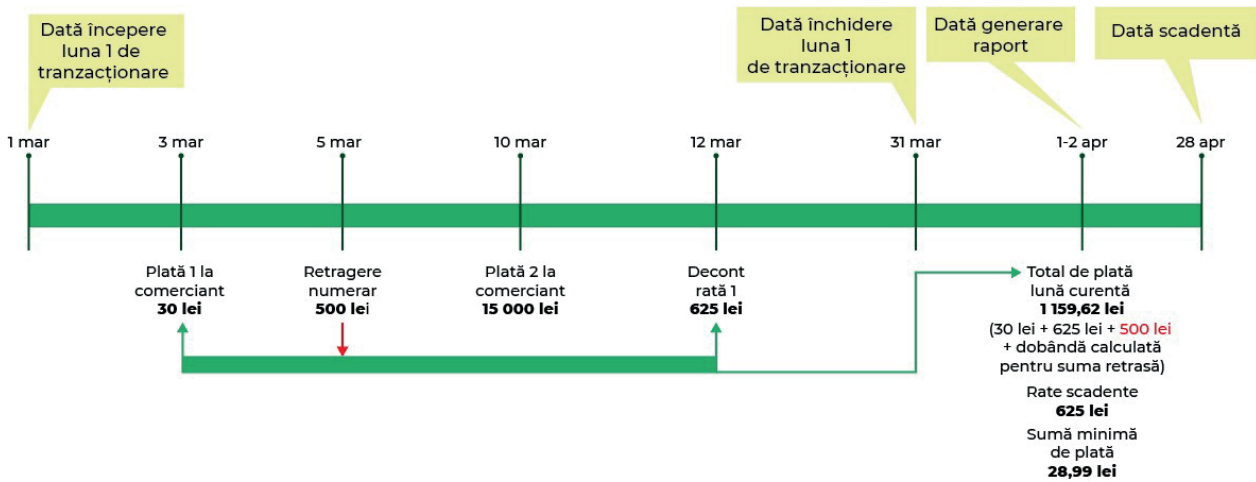 Dată începere
luna 1 de
tranzacționare
Dată închidere
luna 1
de tranzacționare
Dată generare
raport
Dată scadentă
1 mar
3 mar
5 mar
10 mar
12 mar
31 mar
1-2 apr
28 apr
Plată 1 la
comerciant
30 lei
Retragere
numerar
500 lei
Plată 2 la
comerciant
15 000 lei
Decont
rată 1
625 lei
Total de plată
lună curentă
1 159,62 lei
(30 lei + 625 lei + 500 lei
+ dobândă calculată
pentru suma retrasă)
Rate scadente
625 lei
Sumă minimă
de plată
28,99 lei